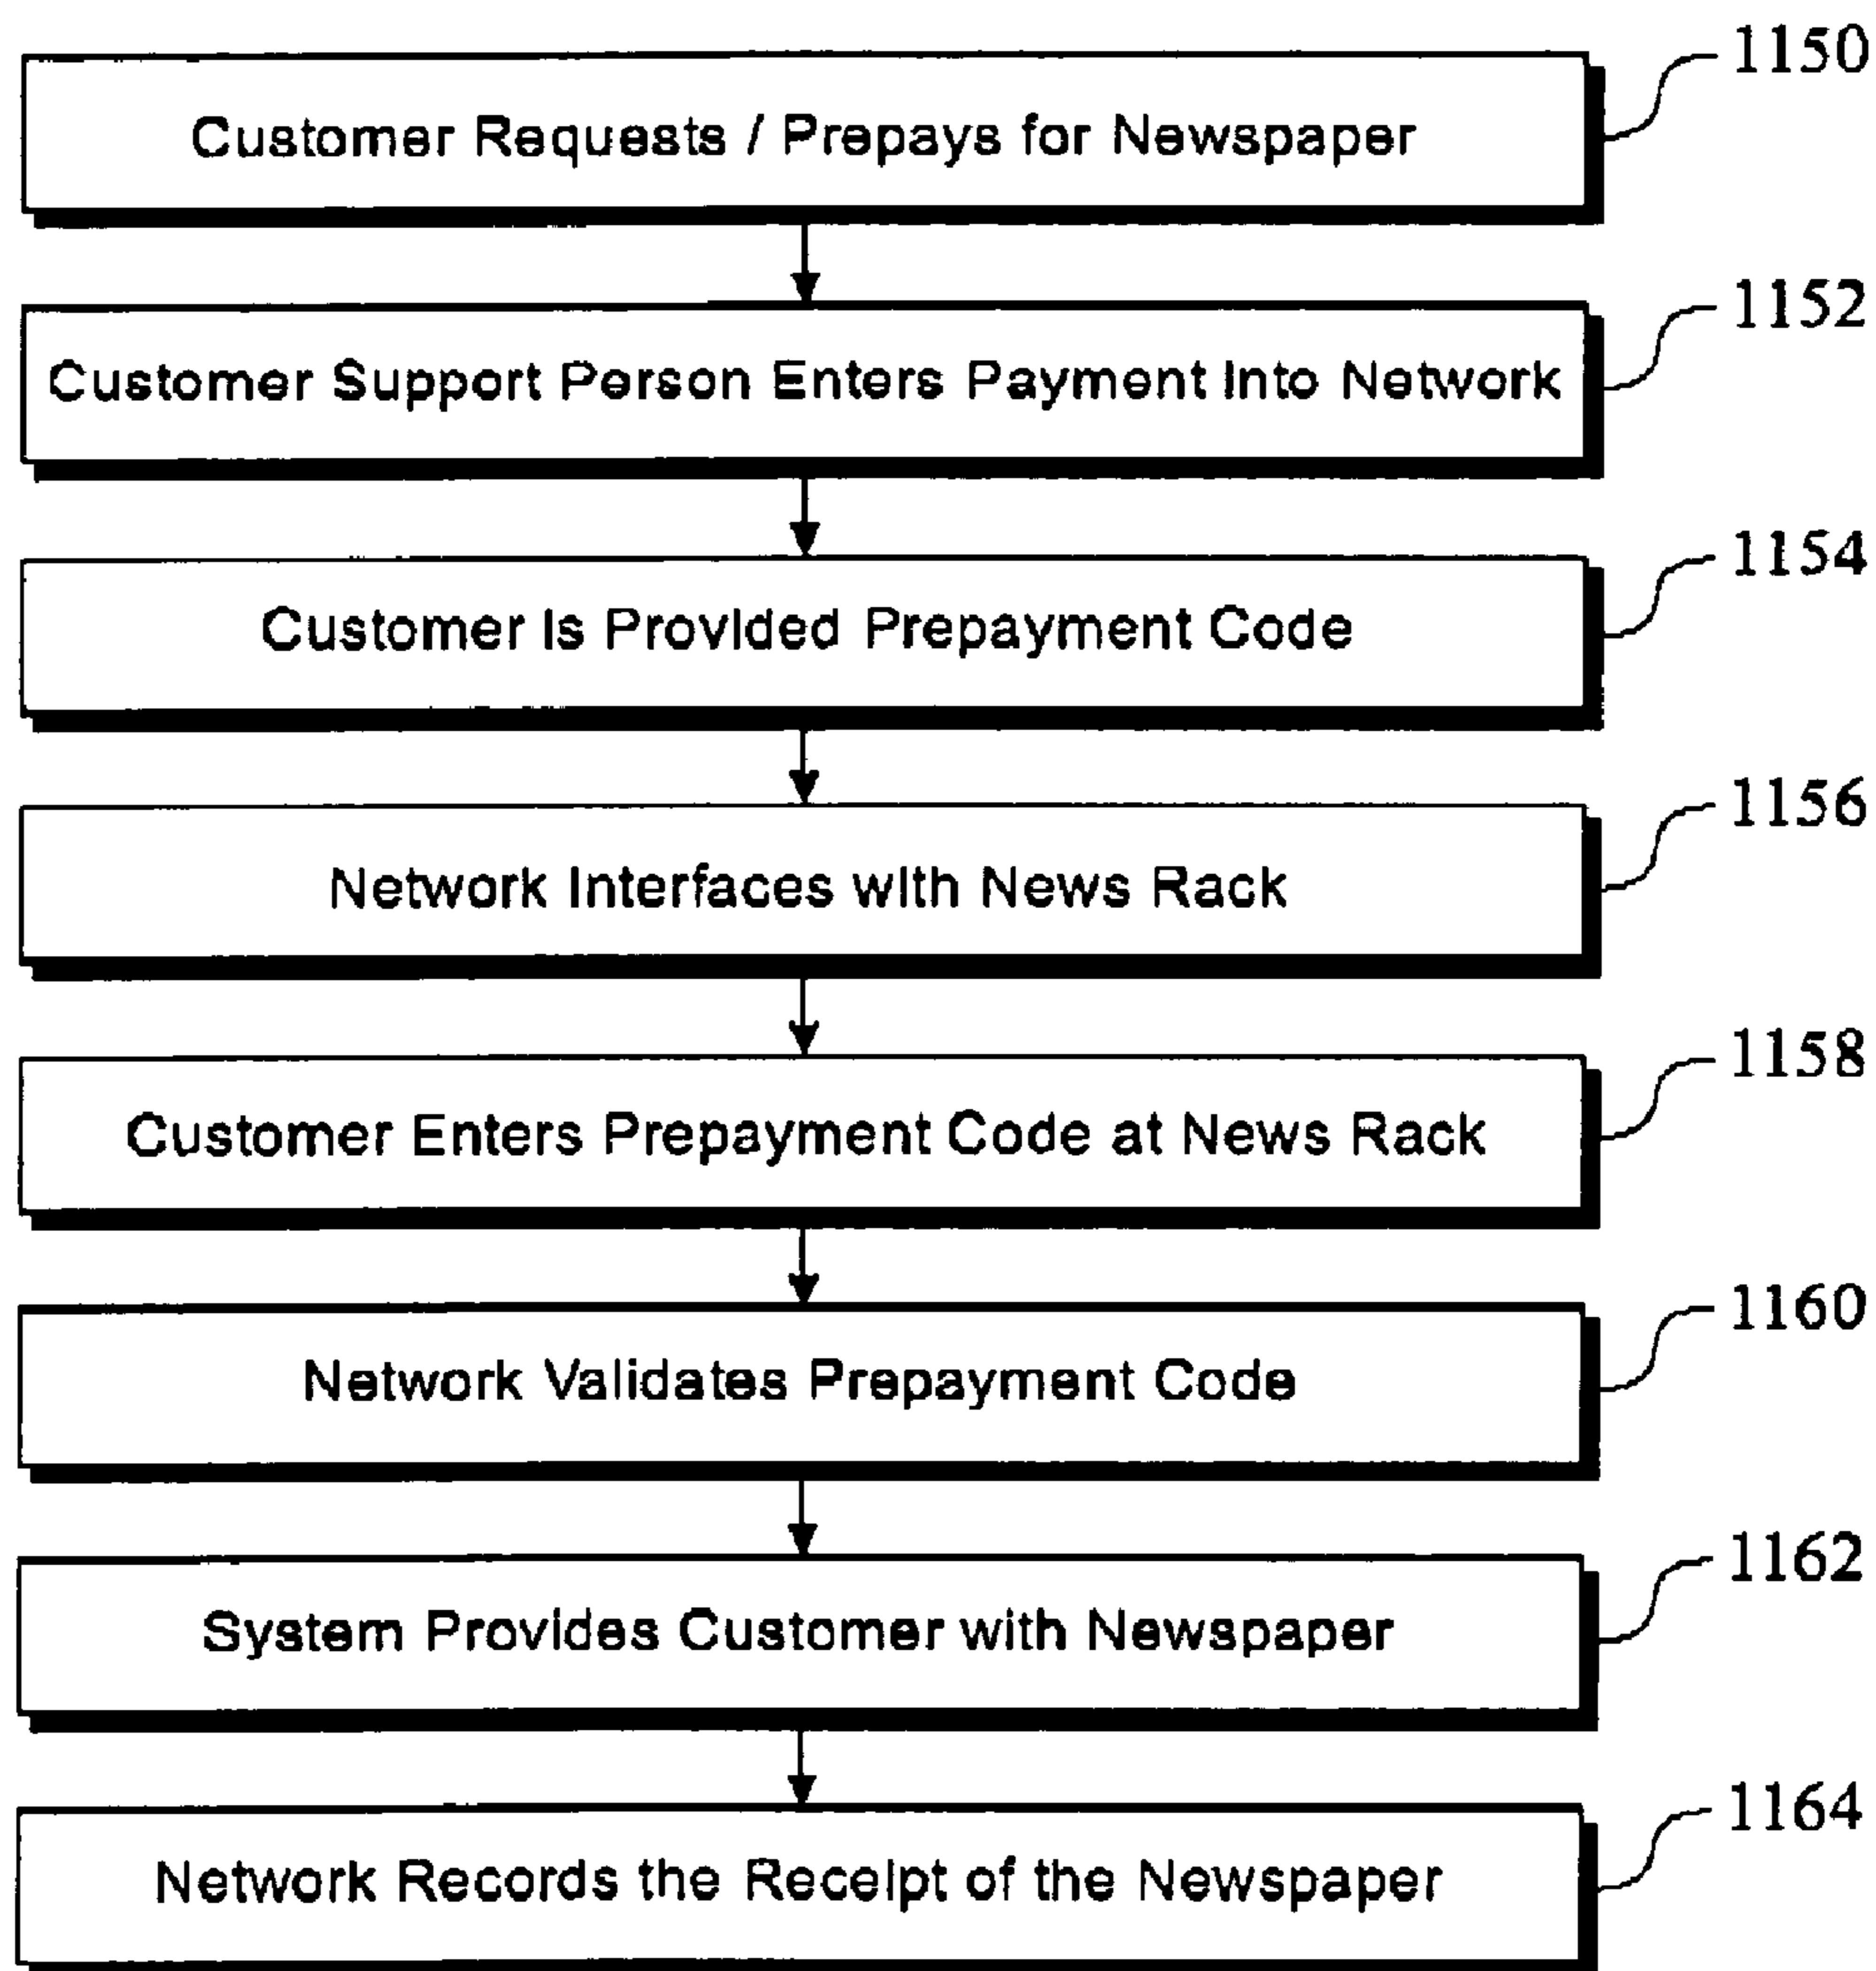 1150
Customer Requests / Prepays for Newspaper
1152
Customer Support Person Enters Payment Into Network
1154
Customer Is Provided Prepayment Code
1156
Network Interfaces with News Rack
1158
Customer Enters Prepayment Code at News Rack
1160
Network Validates Prepayment Code
1162
System Provides Customer with Newspaper
1164
Network Records the Receipt of the Newspaper